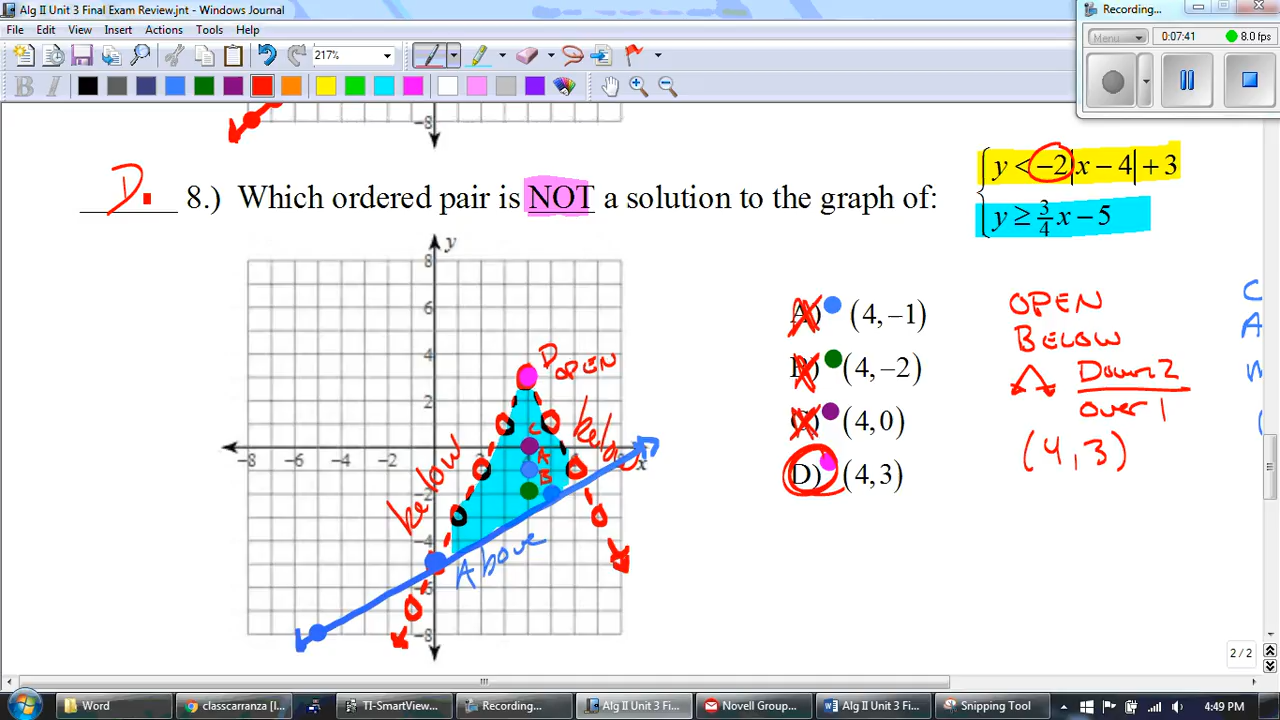 Alg II Unit 3 Final Exam Review.jnt - Windows Journal
File Edit View Insert Actions Tools Help
217%
B I
Recording...
Menu 0:07:41 8.0 fps
-8
D. 8.) Which ordered pair is NOT a solution to the graph of:
y < -2|x - 4| + 3
y ≥ 3/4 x - 5
y
8
6
4
2
-8 -6 -4 -2 2 x
-2
-4
-6
-8
D OPEN
C
A
B
below
below
Above
A) (4, -1)
B) (4, -2)
C) (4, 0)
D) (4, 3)
OPEN
BELOW
Down 2
over 1
(4, 3)
C
A
2 / 2
Word
classcarranza [I...
TI-SmartView...
Recording...
Alg II Unit 3 Fi...
Novell Group...
Alg II Unit 3 Fi...
Snipping Tool
4:49 PM